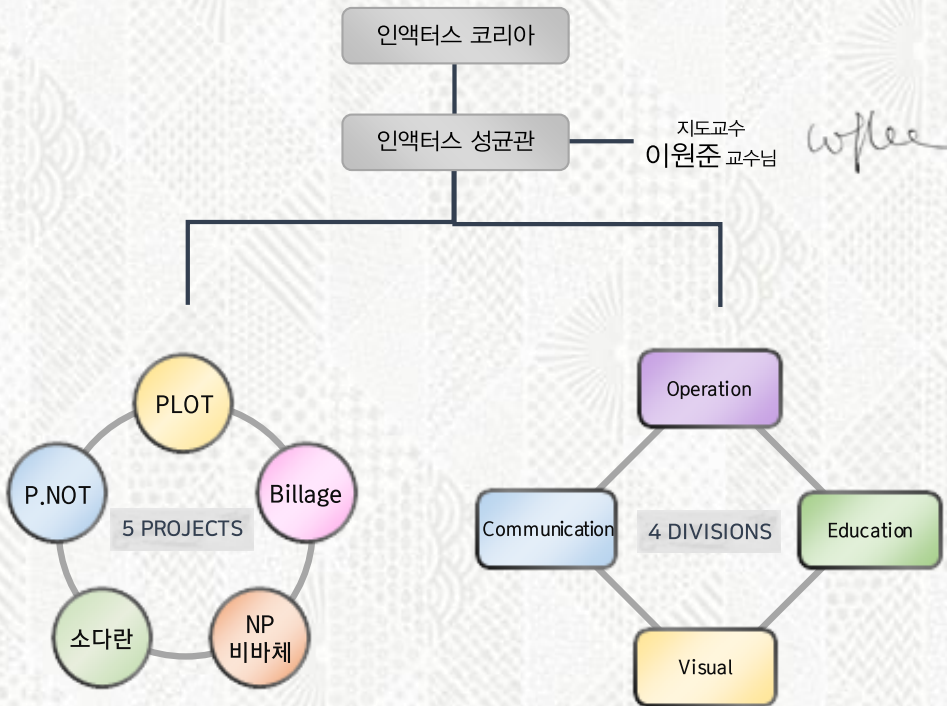 인액터스 코리아
인액터스 성균관
지도교수
이원준 교수님
wjlee
PLOT
P.NOT
Billage
5 PROJECTS
소다란
NP
비바체
Operation
Communication
4 DIVISIONS
Education
Visual